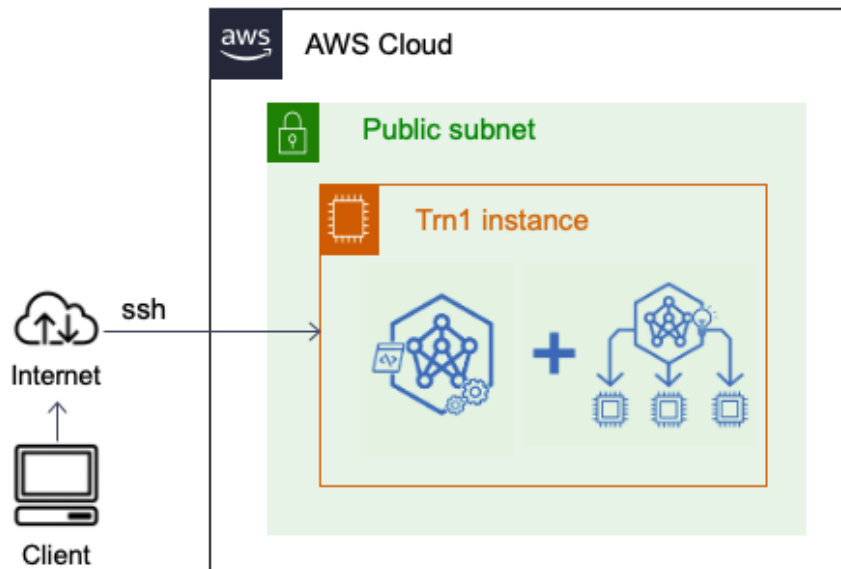 aws
AWS Cloud
Public subnet
Trn1 instance
ssh
Internet
Client